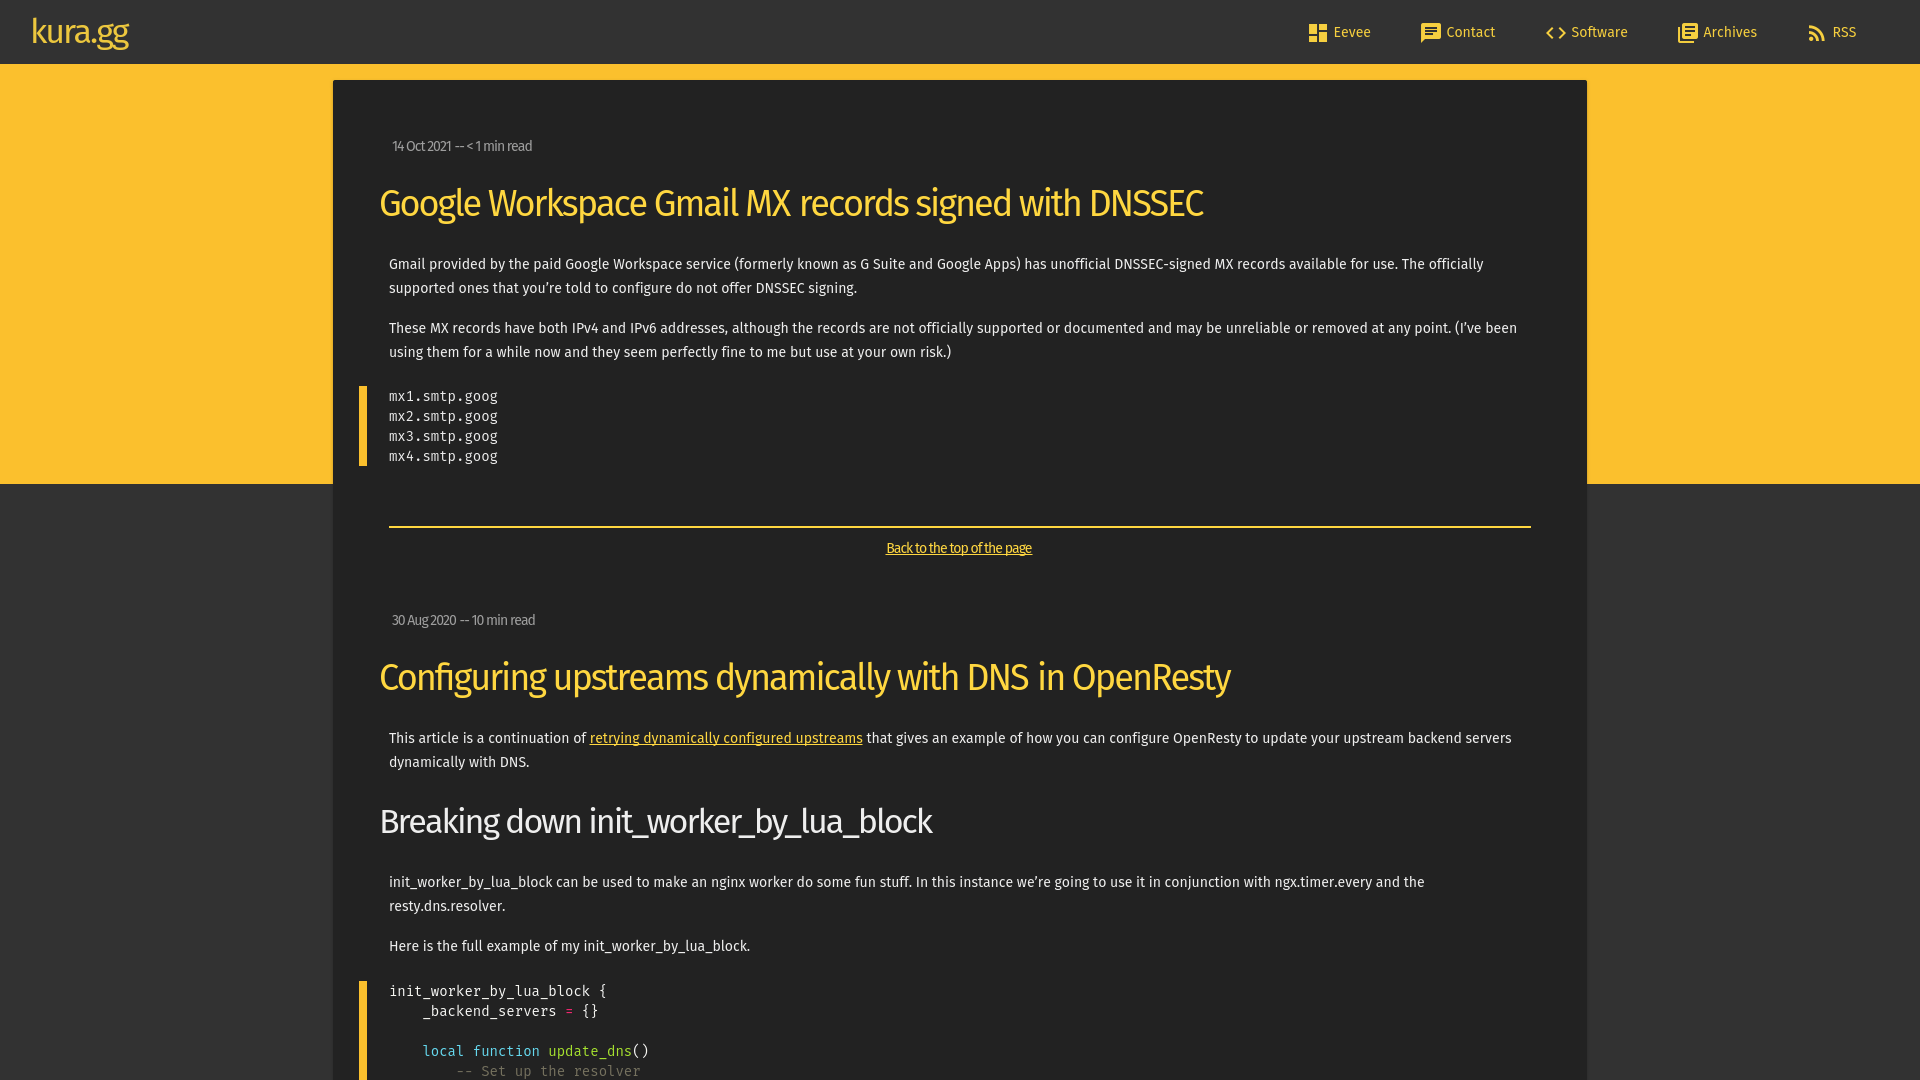 kura.gg
Eevee
Contact
Software
Archives
RSS
14 Oct 2021 -- < 1 min read
Google Workspace Gmail MX records signed with DNSSEC
Gmail provided by the paid Google Workspace service (formerly known as G Suite and Google Apps) has unofficial DNSSEC-signed MX records available for use. The officially
supported ones that you’re told to configure do not offer DNSSEC signing.
These MX records have both IPv4 and IPv6 addresses, although the records are not officially supported or documented and may be unreliable or removed at any point. (I’ve been
using them for a while now and they seem perfectly fine to me but use at your own risk.)
mx1.smtp.goog
mx2.smtp.goog
mx3.smtp.goog
mx4.smtp.goog
Back to the top of the page
30 Aug 2020 -- 10 min read
Configuring upstreams dynamically with DNS in OpenResty
This article is a continuation of retrying dynamically configured upstreams that gives an example of how you can configure OpenResty to update your upstream backend servers
dynamically with DNS.
Breaking down init_worker_by_lua_block
init_worker_by_lua_block can be used to make an nginx worker do some fun stuff. In this instance we’re going to use it in conjunction with ngx.timer.every and the
resty.dns.resolver.
Here is the full example of my init_worker_by_lua_block.
init_worker_by_lua_block {
    _backend_servers = {}
    local function update_dns()
        -- Set up the resolver